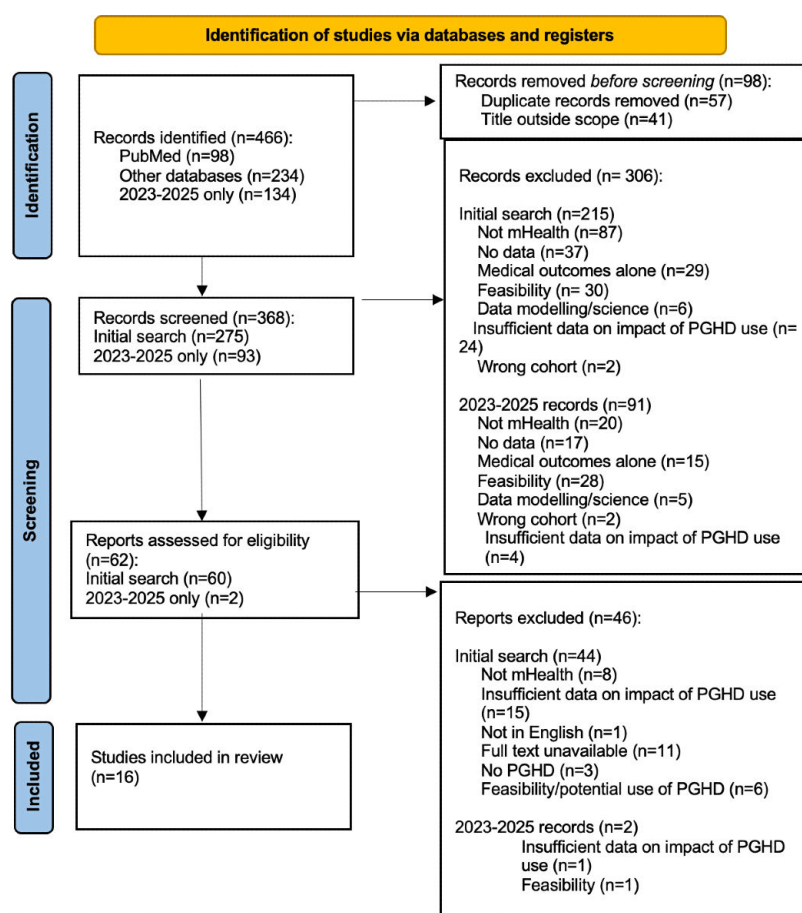 Identification of studies via databases and registers
Identification
Records identified (n=466):
PubMed (n=98)
Other databases (n=234)
2023-2025 only (n=134)
Records removed before screening (n=98):
Duplicate records removed (n=57)
Title outside scope (n=41)
Records excluded (n= 306):
Initial search (n=215)
Not mHealth (n=87)
No data (n=37)
Medical outcomes alone (n=29)
Feasibility (n= 30)
Data modelling/science (n=6)
Insufficient data on impact of PGHD use (n=
24)
Wrong cohort (n=2)
2023-2025 records (n=91)
Not mHealth (n=20)
No data (n=17)
Medical outcomes alone (n=15)
Feasibility (n=28)
Data modelling/science (n=5)
Wrong cohort (n=2)
Insufficient data on impact of PGHD use
(n=4)
Screening
Records screened (n=368):
Initial search (n=275)
2023-2025 only (n=93)
Reports assessed for eligibility
(n=62):
Initial search (n=60)
2023-2025 only (n=2)
Reports excluded (n=46):
Initial search (n=44)
Not mHealth (n=8)
Insufficient data on impact of PGHD use
(n=15)
Not in English (n=1)
Full text unavailable (n=11)
No PGHD (n=3)
Feasibility/potential use of PGHD (n=6)
2023-2025 records (n=2)
Insufficient data on impact of PGHD
use (n=1)
Feasibility (n=1)
Included
Studies included in review
(n=16)